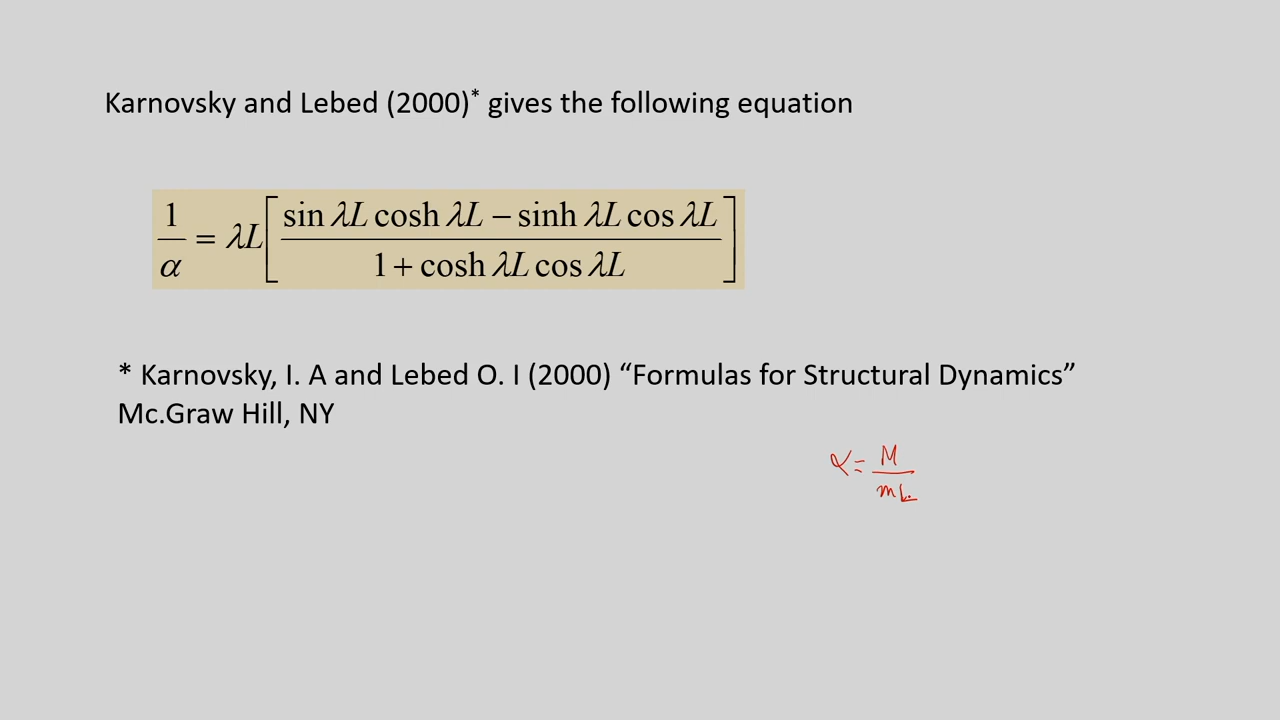 Karnovsky and Lebed (2000)* gives the following equation
1/α = λL[(sin λL cosh λL − sinh λL cos λL)/(1 + cosh λL cos λL)]
* Karnovsky, I. A and Lebed O. I (2000) “Formulas for Structural Dynamics”
Mc.Graw Hill, NY
α = M/mL